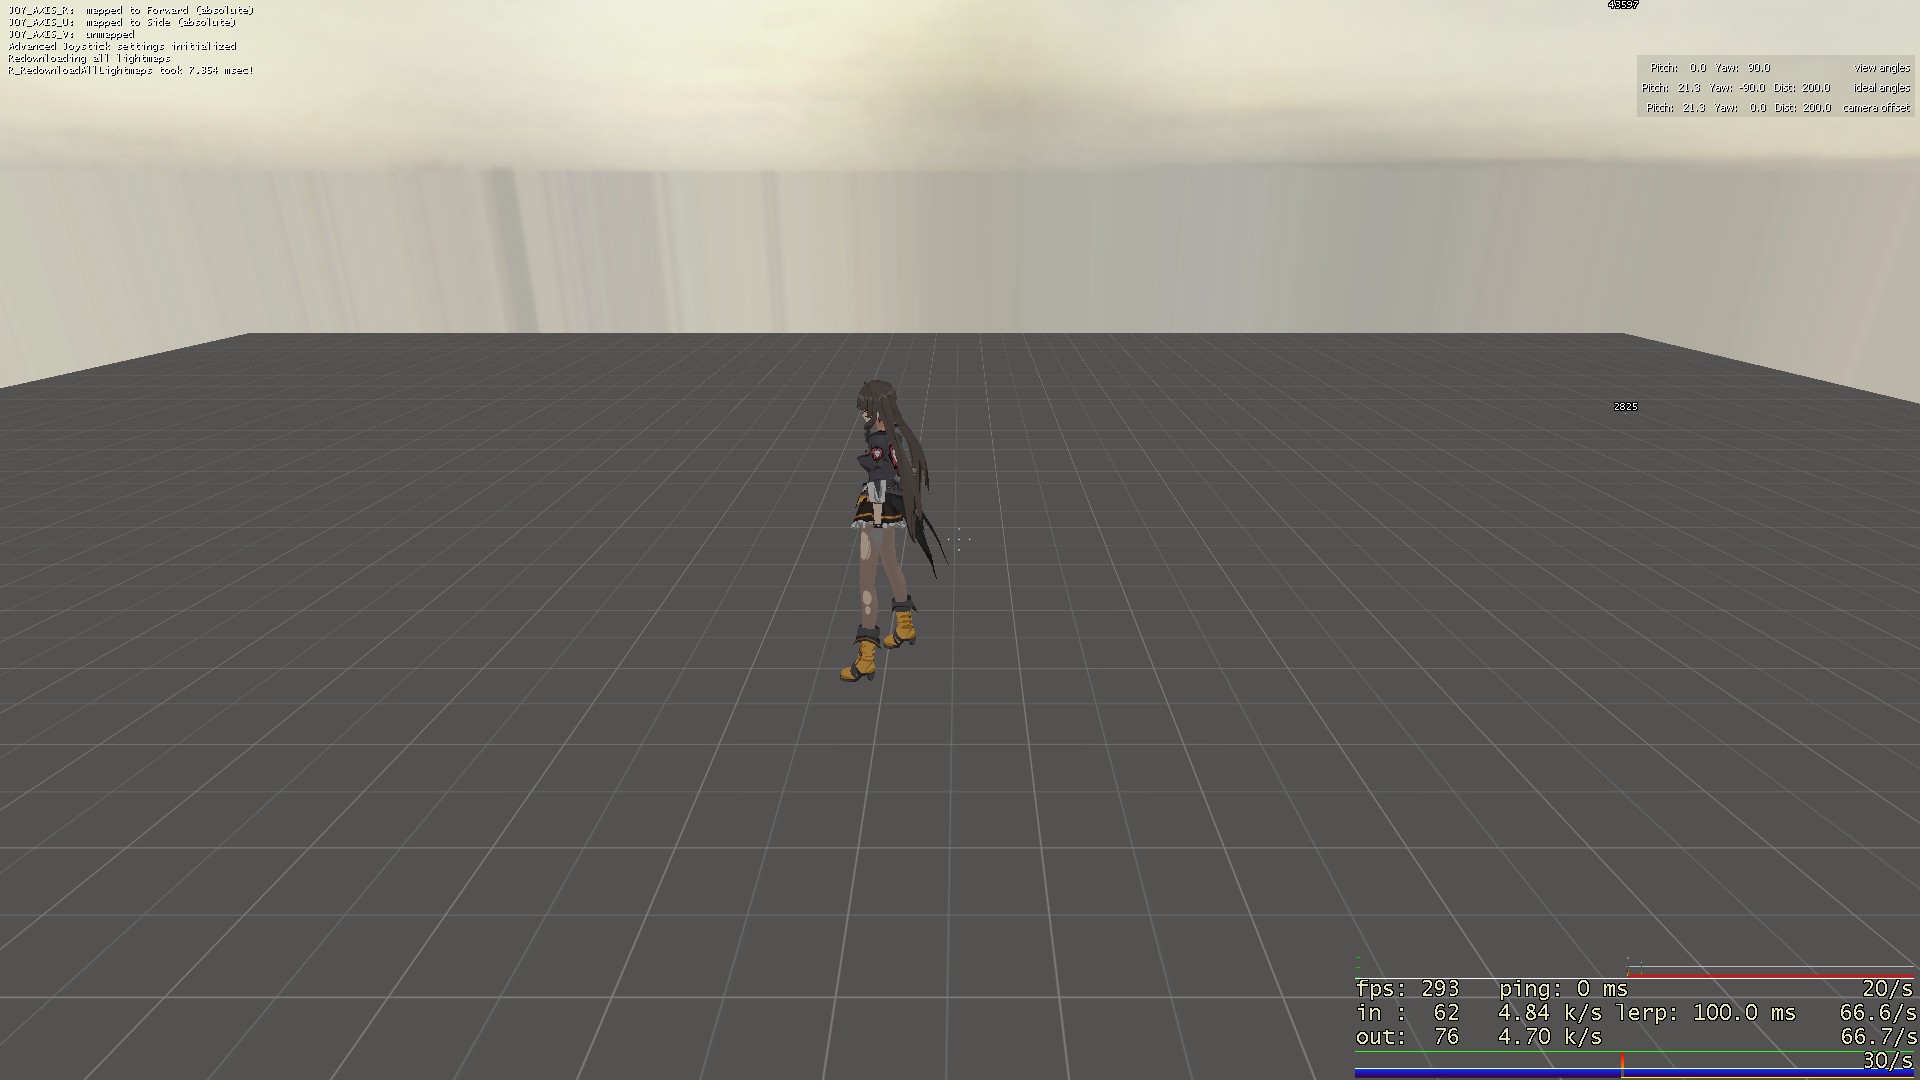 JOY_AXIS_R:  mapped to Forward (absolute)
JOY_AXIS_U:  mapped to Side (absolute)
JOY_AXIS_V:  unmapped
Advanced Joystick settings initialized
Redownloading all lightmaps
R_RedownloadAllLightmaps took 7.354 msec!
43597
Pitch:   0.0  Yaw:   90.0   view angles
Pitch:  21.3  Yaw: -90.0  Dist: 200.0   ideal angles
Pitch:  21.3  Yaw:   0.0  Dist: 200.0   camera offset
2825
fps: 293   ping: 0 ms   20/s
in :  62   4.84 k/s lerp: 100.0 ms   66.6/s
out:  76   4.70 k/s   66.7/s
30/s